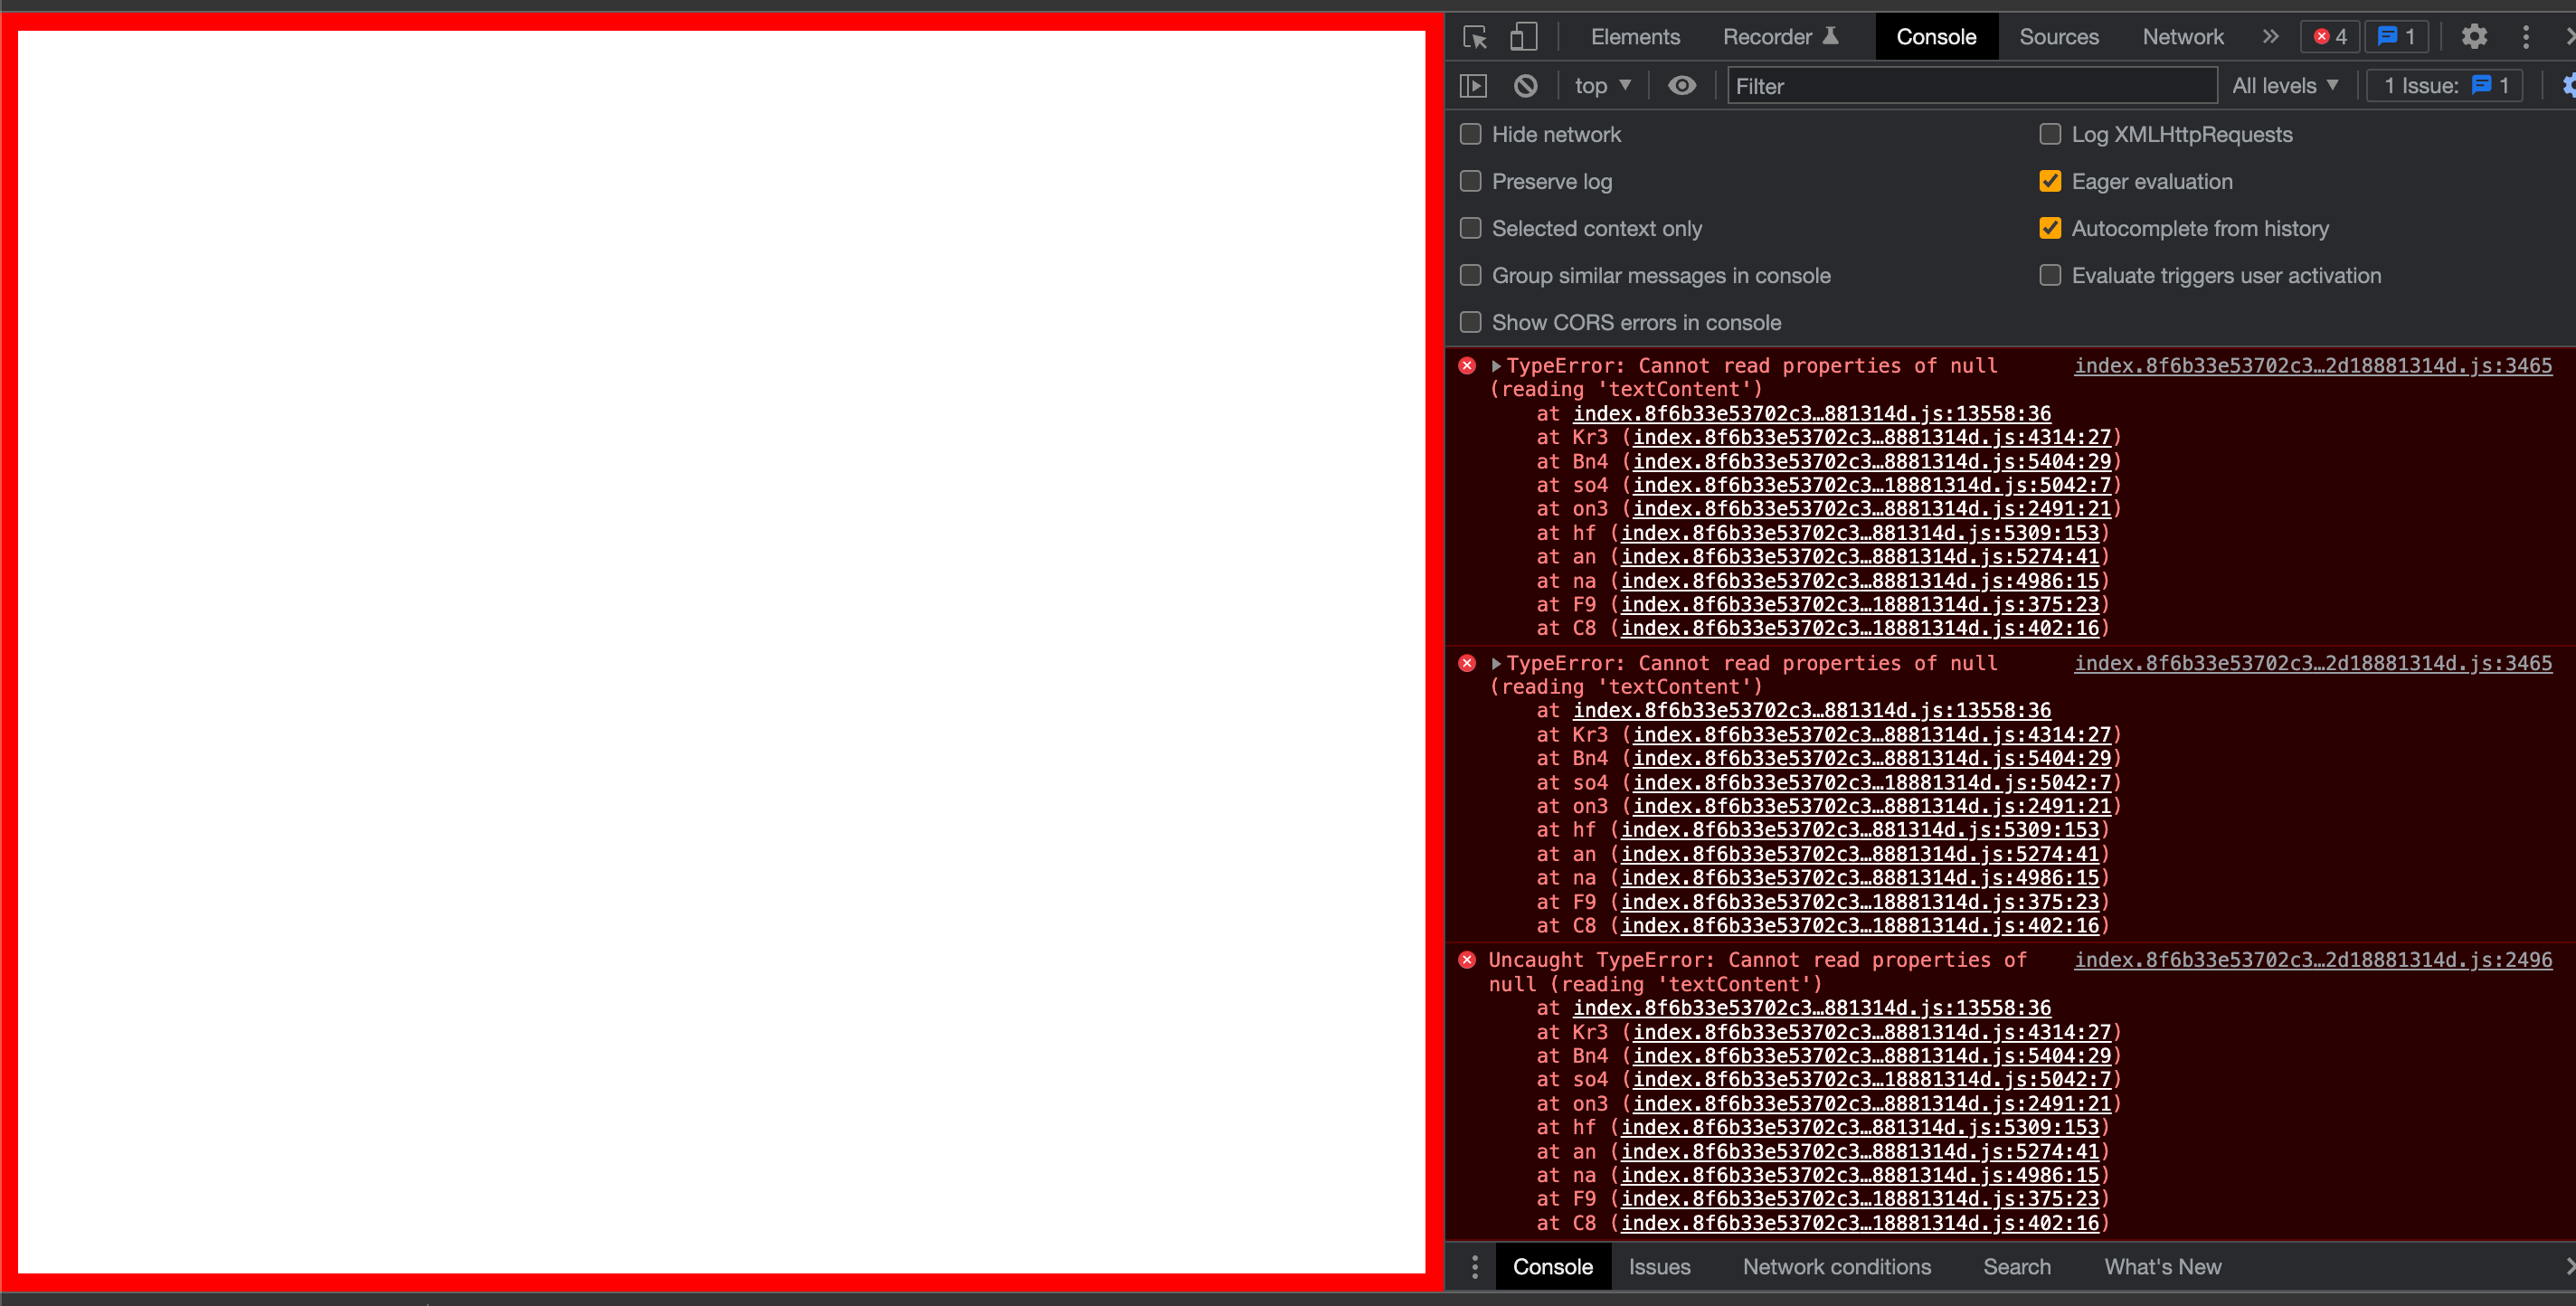 Elements Recorder Console Sources Network » 4 1
top Filter All levels 1 Issue: 1
Hide network Log XMLHttpRequests
Preserve log Eager evaluation
Selected context only Autocomplete from history
Group similar messages in console Evaluate triggers user activation
Show CORS errors in console
TypeError: Cannot read properties of null index.8f6b33e53702c3…2d18881314d.js:3465
(reading 'textContent')
at index.8f6b33e53702c3…881314d.js:13558:36
at Kr3 (index.8f6b33e53702c3…8881314d.js:4314:27)
at Bn4 (index.8f6b33e53702c3…8881314d.js:5404:29)
at so4 (index.8f6b33e53702c3…18881314d.js:5042:7)
at on3 (index.8f6b33e53702c3…8881314d.js:2491:21)
at hf (index.8f6b33e53702c3…881314d.js:5309:153)
at an (index.8f6b33e53702c3…8881314d.js:5274:41)
at na (index.8f6b33e53702c3…8881314d.js:4986:15)
at F9 (index.8f6b33e53702c3…18881314d.js:375:23)
at C8 (index.8f6b33e53702c3…18881314d.js:402:16)
TypeError: Cannot read properties of null index.8f6b33e53702c3…2d18881314d.js:3465
(reading 'textContent')
at index.8f6b33e53702c3…881314d.js:13558:36
at Kr3 (index.8f6b33e53702c3…8881314d.js:4314:27)
at Bn4 (index.8f6b33e53702c3…8881314d.js:5404:29)
at so4 (index.8f6b33e53702c3…18881314d.js:5042:7)
at on3 (index.8f6b33e53702c3…8881314d.js:2491:21)
at hf (index.8f6b33e53702c3…881314d.js:5309:153)
at an (index.8f6b33e53702c3…8881314d.js:5274:41)
at na (index.8f6b33e53702c3…8881314d.js:4986:15)
at F9 (index.8f6b33e53702c3…18881314d.js:375:23)
at C8 (index.8f6b33e53702c3…18881314d.js:402:16)
Uncaught TypeError: Cannot read properties of index.8f6b33e53702c3…2d18881314d.js:2496
null (reading 'textContent')
at index.8f6b33e53702c3…881314d.js:13558:36
at Kr3 (index.8f6b33e53702c3…8881314d.js:4314:27)
at Bn4 (index.8f6b33e53702c3…8881314d.js:5404:29)
at so4 (index.8f6b33e53702c3…18881314d.js:5042:7)
at on3 (index.8f6b33e53702c3…8881314d.js:2491:21)
at hf (index.8f6b33e53702c3…881314d.js:5309:153)
at an (index.8f6b33e53702c3…8881314d.js:5274:41)
at na (index.8f6b33e53702c3…8881314d.js:4986:15)
at F9 (index.8f6b33e53702c3…18881314d.js:375:23)
at C8 (index.8f6b33e53702c3…18881314d.js:402:16)
Console Issues Network conditions Search What's New